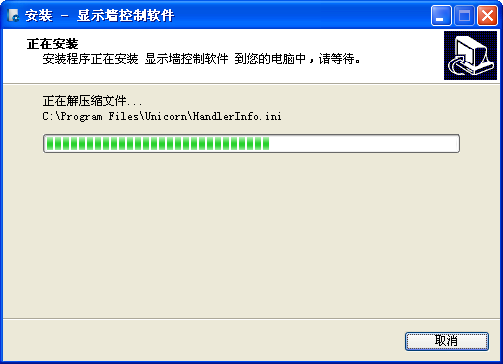 安装 - 显示墙控制软件
正在安装
安装程序正在安装 显示墙控制软件 到您的电脑中，请等待。
正在解压缩文件...
C:\Program Files\Unicorn\HandlerInfo.ini
取消